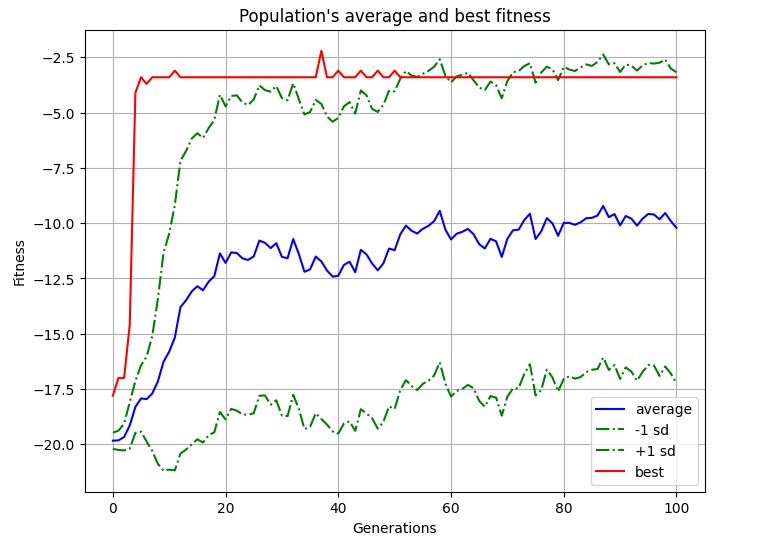 Population's average and best fitness
Fitness
−2.5
−5.0
−7.5
−10.0
−12.5
−15.0
−17.5
−20.0
average
-1 sd
+1 sd
best
0 20 40 60 80 100
Generations